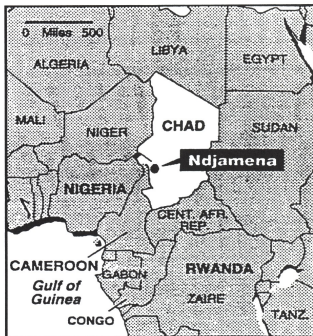 0 Miles 500
LIBYA
EGYPT
ALGERIA
MALI
NIGER
CHAD
SUDAN
Ndjamena
NIGERIA
CENT. AFR.
REP.
CAMEROON
Gulf of
Guinea
GABON
RWANDA
ZAIRE
CONGO
TANZ.